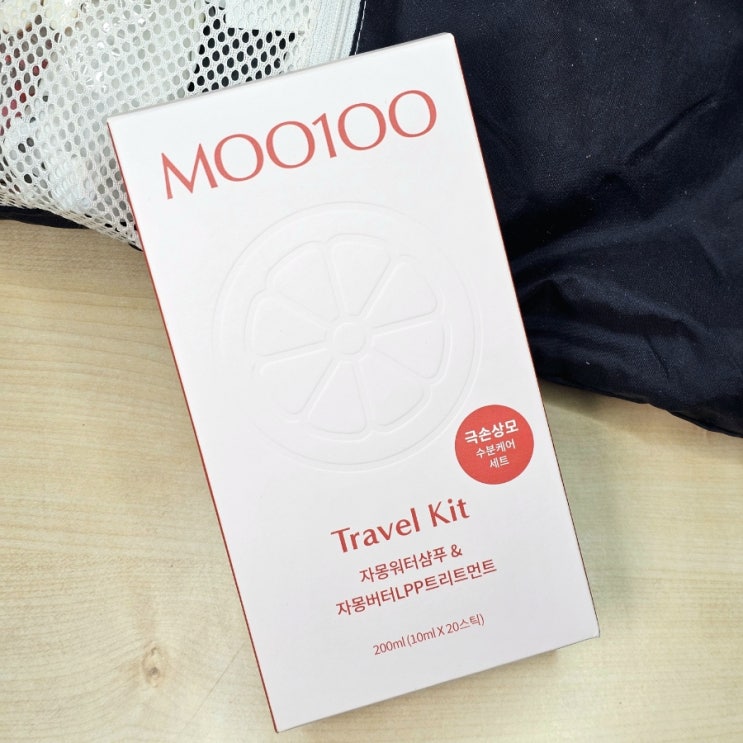 MOO100
극손상모
수분케어
세트
Travel Kit
자몽워터샴푸 &
자몽버터LPP트리트먼트
200ml (10ml X 20스틱)